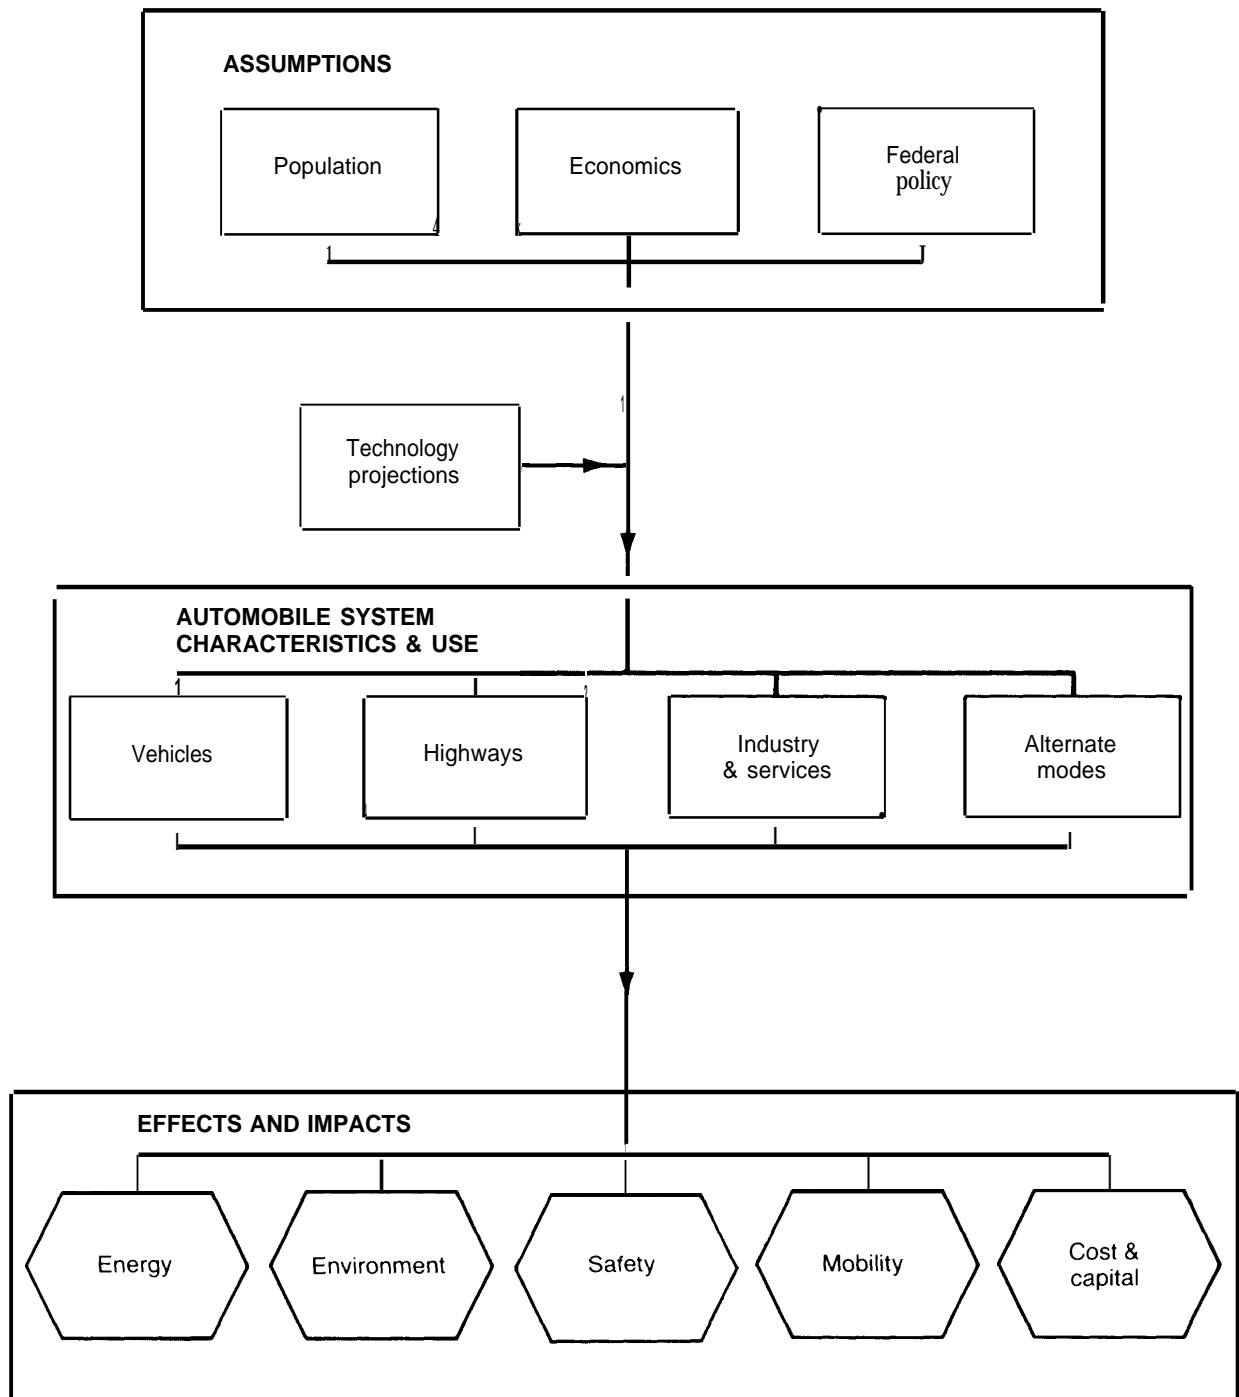 ASSUMPTIONS
Population
Economics
Federal
policy
Technology
projections
AUTOMOBILE SYSTEM
CHARACTERISTICS & USE
Vehicles
Highways
Industry
& services
Alternate
modes
EFFECTS AND IMPACTS
Energy
Environment
Safety
Mobility
Cost &
capital